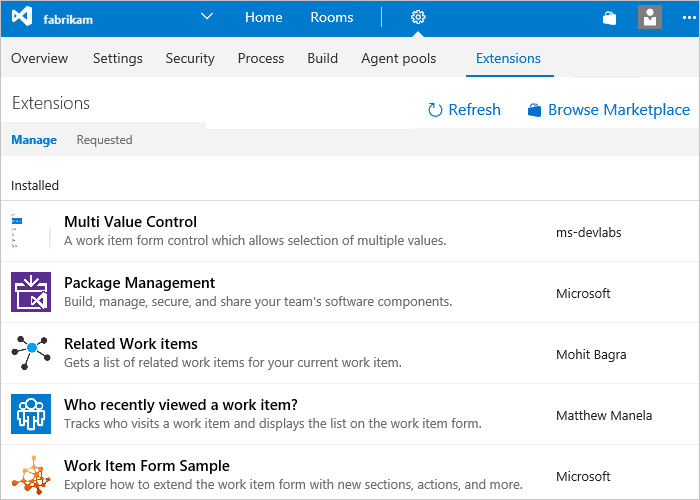 fabrikam Home Rooms
Overview Settings Security Process Build Agent pools Extensions
Extensions
Refresh Browse Marketplace
Manage Requested
Installed
Multi Value Control
A work item form control which allows selection of multiple values.
ms-devlabs
Package Management
Build, manage, secure, and share your team's software components.
Microsoft
Related Work items
Gets a list of related work items for your current work item.
Mohit Bagra
Who recently viewed a work item?
Tracks who visits a work item and displays the list on the work item form.
Matthew Manela
Work Item Form Sample
Explore how to extend the work item form with new sections, actions, and more.
Microsoft